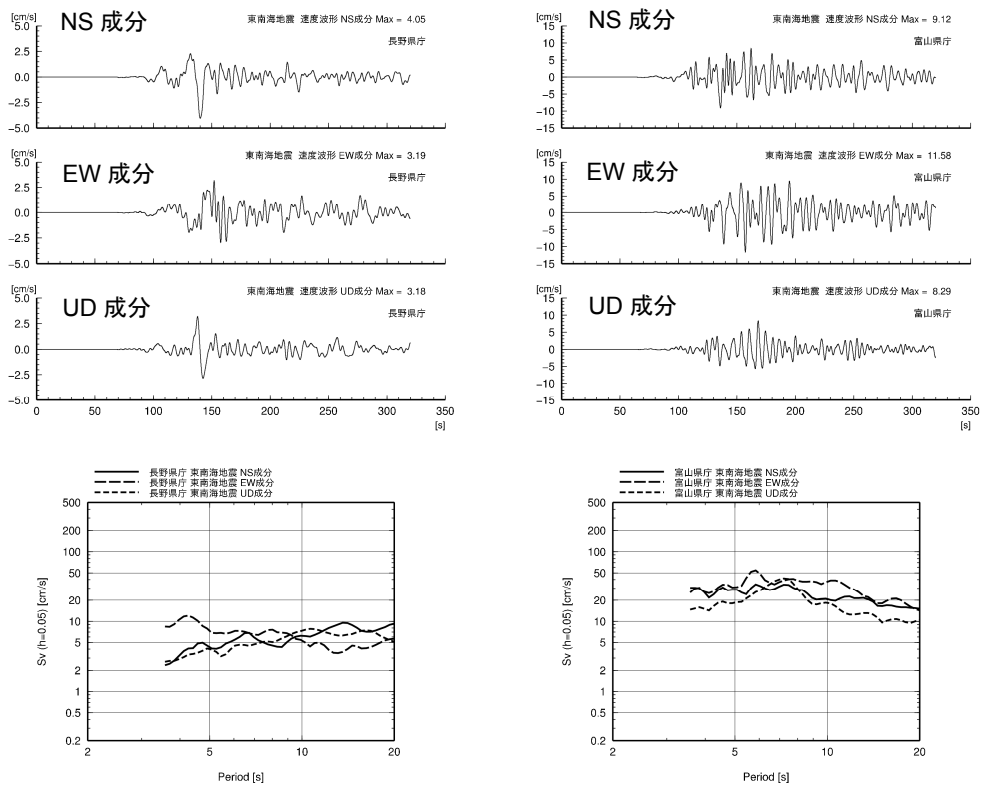 [cm/s] NS 成分 東南海地震 速度波形 NS成分 Max = 4.05
長野県庁
5.0
2.5
0.0
−2.5
−5.0
[cm/s] EW 成分 東南海地震 速度波形 EW成分 Max = 3.19
長野県庁
5.0
2.5
0.0
−2.5
−5.0
[cm/s] UD 成分 東南海地震 速度波形 UD成分 Max = 3.18
長野県庁
5.0
2.5
0.0
−2.5
−5.0
0 50 100 150 200 250 300 350
[s]
[cm/s] NS 成分 東南海地震 速度波形 NS成分 Max = 9.12
富山県庁
15
10
5
0
−5
−10
−15
[cm/s] EW 成分 東南海地震 速度波形 EW成分 Max = 11.58
富山県庁
15
10
5
0
−5
−10
−15
[cm/s] UD 成分 東南海地震 速度波形 UD成分 Max = 8.29
富山県庁
15
10
5
0
−5
−10
−15
0 50 100 150 200 250 300 350
[s]
長野県庁 東南海地震 NS成分
長野県庁 東南海地震 EW成分
長野県庁 東南海地震 UD成分
Sv (h=0.05) [cm/s]
500
200
100
50
20
10
5
2
1
0.5
0.2
2 5 10 20
Period [s]
富山県庁 東南海地震 NS成分
富山県庁 東南海地震 EW成分
富山県庁 東南海地震 UD成分
Sv (h=0.05) [cm/s]
500
200
100
50
20
10
5
2
1
0.5
0.2
2 5 10 20
Period [s]